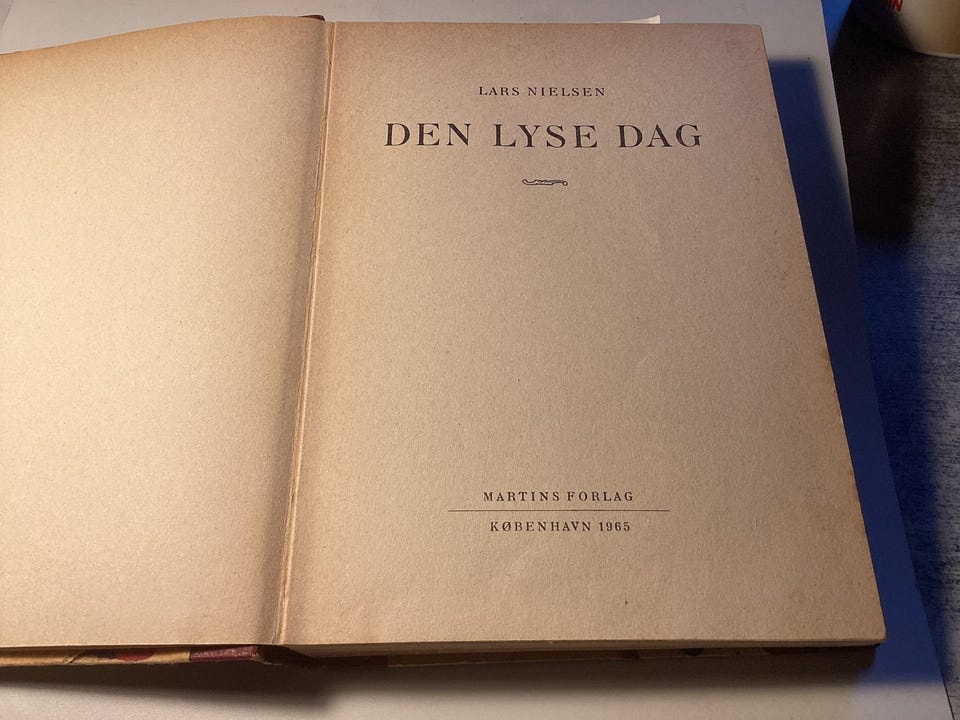 LARS NIELSEN
DEN LYSE DAG
MARTINS FORLAG
KØBENHAVN 1965